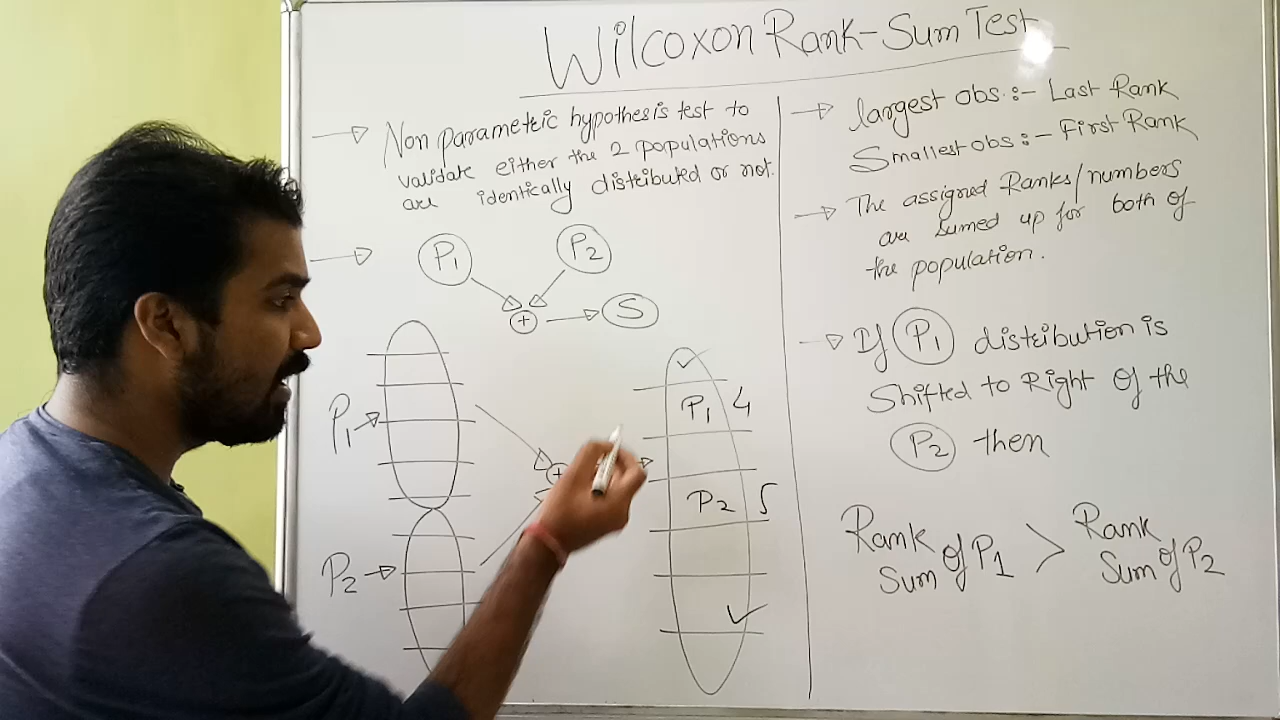 Wilcoxon Rank-Sum Test
Non parametric hypothesis test to
validate either the 2 populations
are identically distributed or not.
P1 P2
+ S
P1
P2
+
P1 4
P2 5
largest obs :- Last Rank
Smallest obs :- First Rank
The assigned Ranks/numbers
are sumed up for both of
the population.
If P1 distribution is
Shifted to Right of the
P2 then
Rank Sum of P1 > Rank Sum of P2